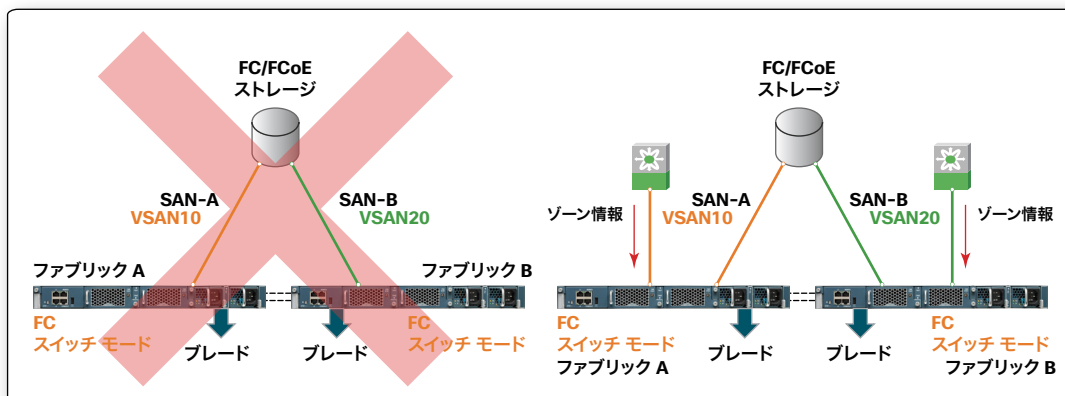 FC/FCoE
ストレージ
SAN-A
VSAN10
SAN-B
VSAN20
ファブリック A
ファブリック B
FC
スイッチ モード
ブレード
ブレード
FC
スイッチ モード
FC/FCoE
ストレージ
ゾーン情報
SAN-A
VSAN10
SAN-B
VSAN20
ゾーン情報
FC
スイッチ モード
ファブリック A
ブレード
ブレード
FC
スイッチ モード
ファブリック B